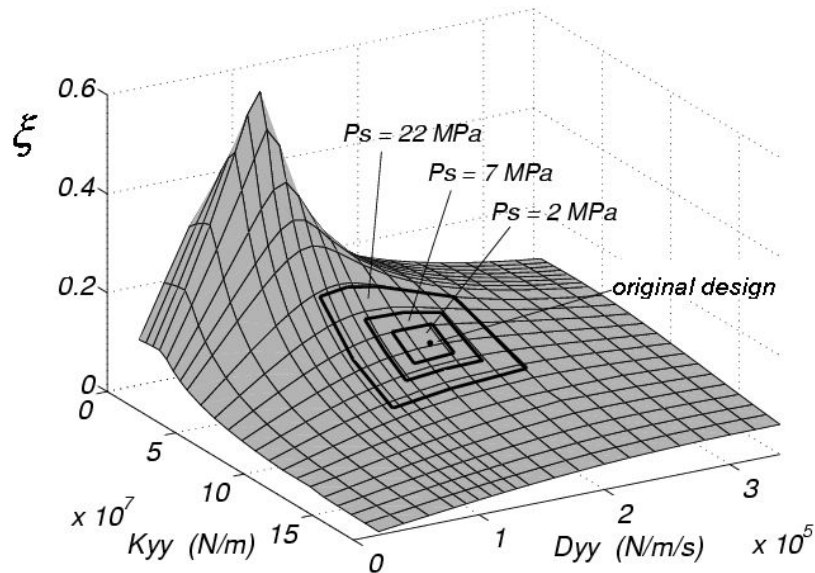 0.6
ξ
Ps = 22 MPa
0.4
Ps = 7 MPa
Ps = 2 MPa
0.2
original design
0
0
5
10
3
x 10^7
15
2
Kyy (N/m)
1
x 10^5
0
Dyy (N/m/s)